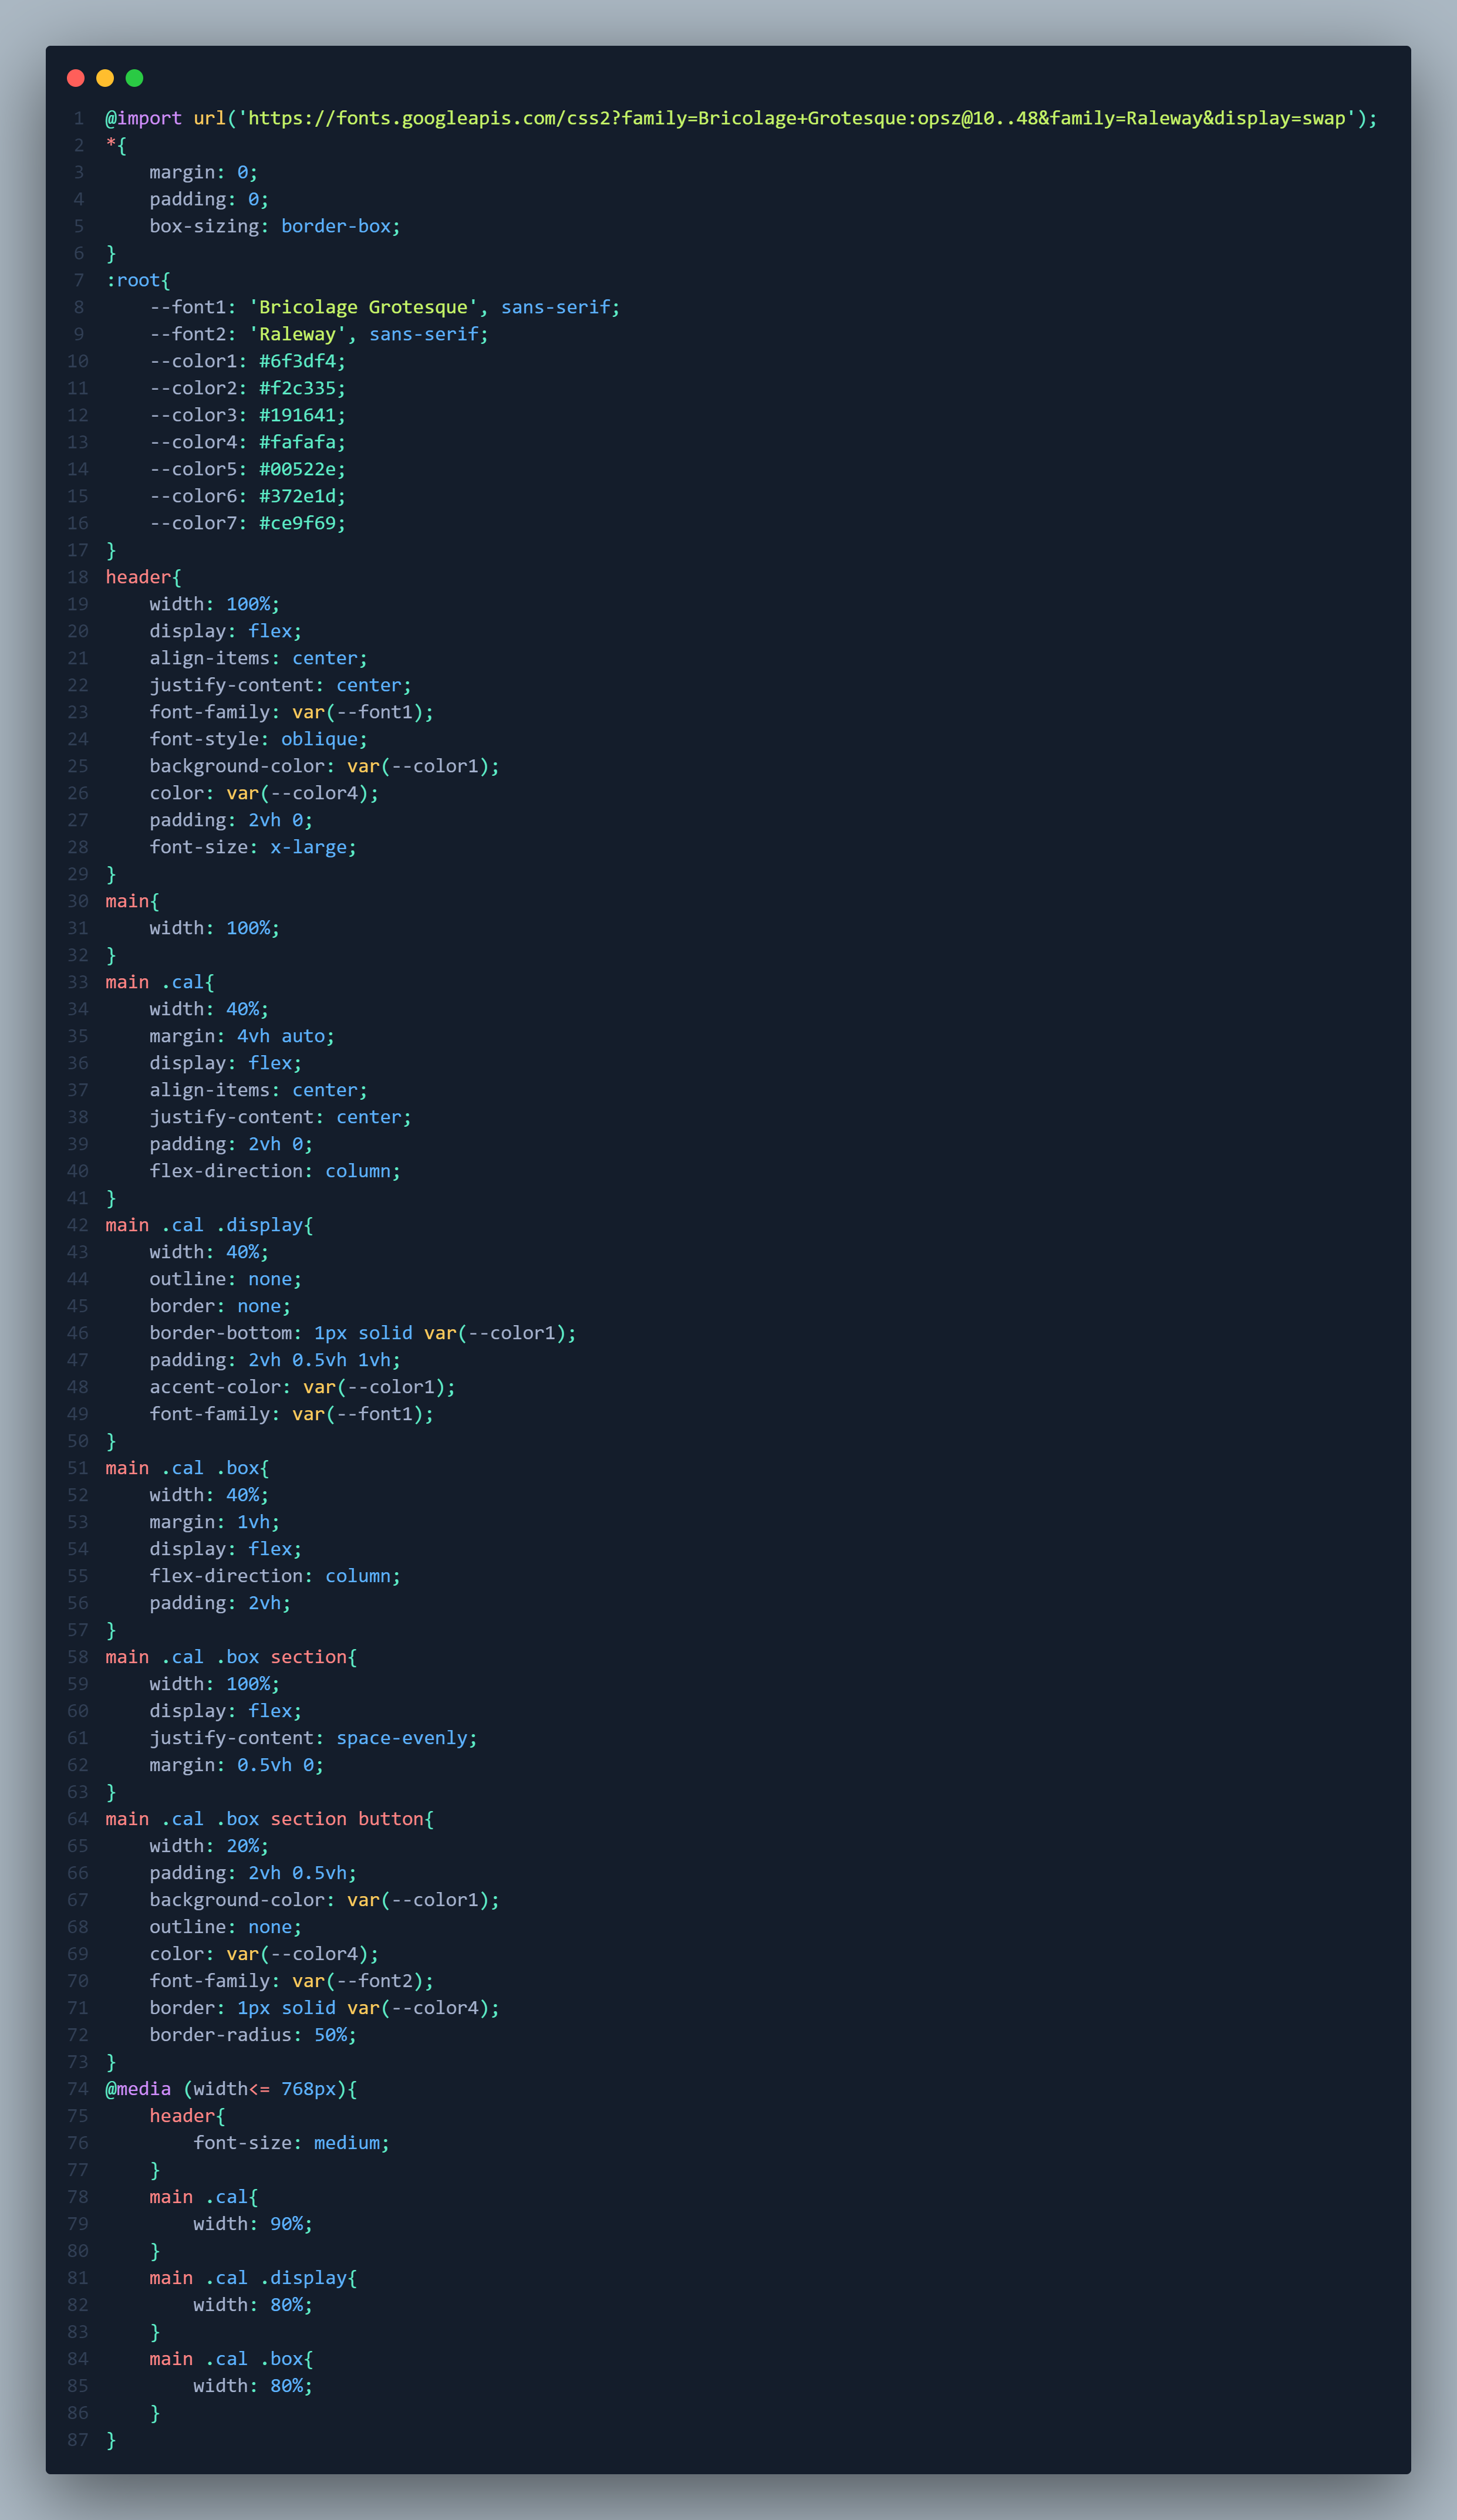 1 @import url('https://fonts.googleapis.com/css2?family=Bricolage+Grotesque:opsz@10..48&family=Raleway&display=swap');
2 *{
3     margin: 0;
4     padding: 0;
5     box-sizing: border-box;
6 }
7 :root{
8     --font1: 'Bricolage Grotesque', sans-serif;
9     --font2: 'Raleway', sans-serif;
10     --color1: #6f3df4;
11     --color2: #f2c335;
12     --color3: #191641;
13     --color4: #fafafa;
14     --color5: #00522e;
15     --color6: #372e1d;
16     --color7: #ce9f69;
17 }
18 header{
19     width: 100%;
20     display: flex;
21     align-items: center;
22     justify-content: center;
23     font-family: var(--font1);
24     font-style: oblique;
25     background-color: var(--color1);
26     color: var(--color4);
27     padding: 2vh 0;
28     font-size: x-large;
29 }
30 main{
31     width: 100%;
32 }
33 main .cal{
34     width: 40%;
35     margin: 4vh auto;
36     display: flex;
37     align-items: center;
38     justify-content: center;
39     padding: 2vh 0;
40     flex-direction: column;
41 }
42 main .cal .display{
43     width: 40%;
44     outline: none;
45     border: none;
46     border-bottom: 1px solid var(--color1);
47     padding: 2vh 0.5vh 1vh;
48     accent-color: var(--color1);
49     font-family: var(--font1);
50 }
51 main .cal .box{
52     width: 40%;
53     margin: 1vh;
54     display: flex;
55     flex-direction: column;
56     padding: 2vh;
57 }
58 main .cal .box section{
59     width: 100%;
60     display: flex;
61     justify-content: space-evenly;
62     margin: 0.5vh 0;
63 }
64 main .cal .box section button{
65     width: 20%;
66     padding: 2vh 0.5vh;
67     background-color: var(--color1);
68     outline: none;
69     color: var(--color4);
70     font-family: var(--font2);
71     border: 1px solid var(--color4);
72     border-radius: 50%;
73 }
74 @media (width<= 768px){
75     header{
76         font-size: medium;
77     }
78     main .cal{
79         width: 90%;
80     }
81     main .cal .display{
82         width: 80%;
83     }
84     main .cal .box{
85         width: 80%;
86     }
87 }